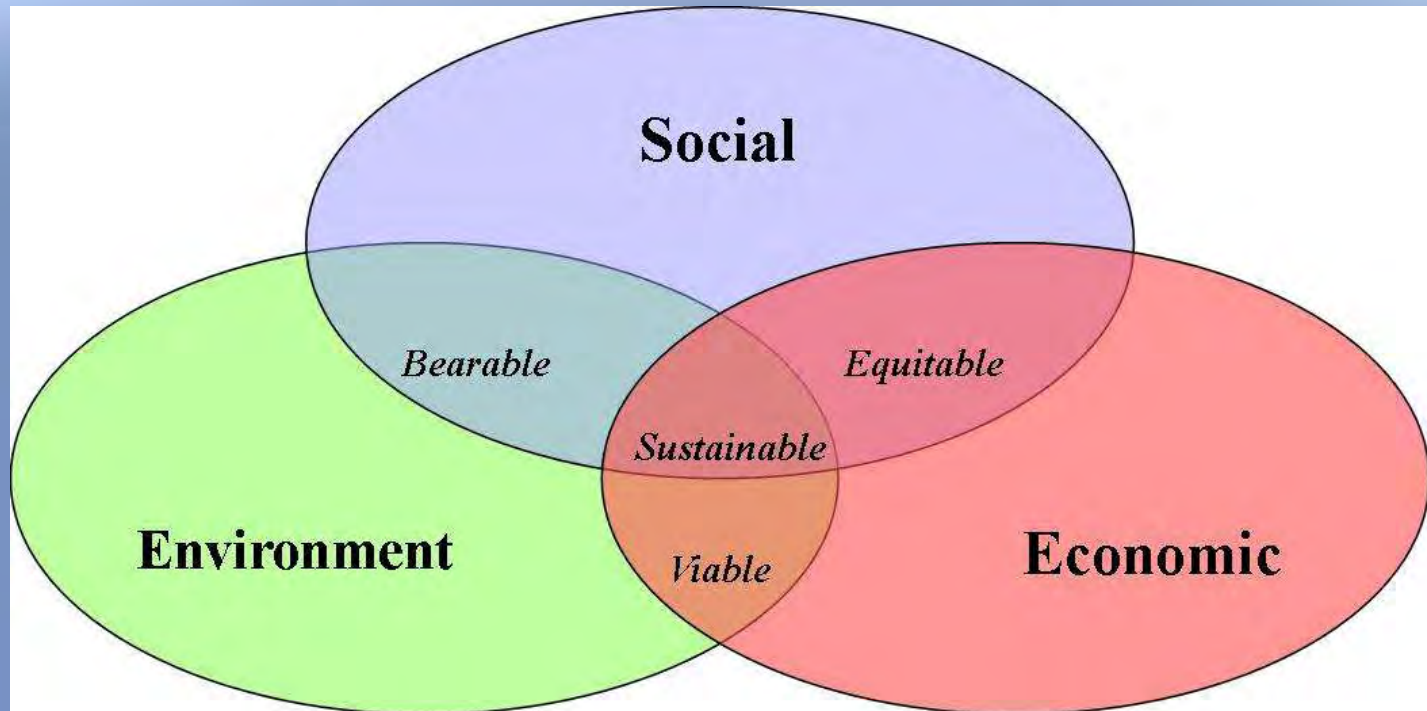 Social
Bearable
Equitable
Sustainable
Environment
Viable
Economic